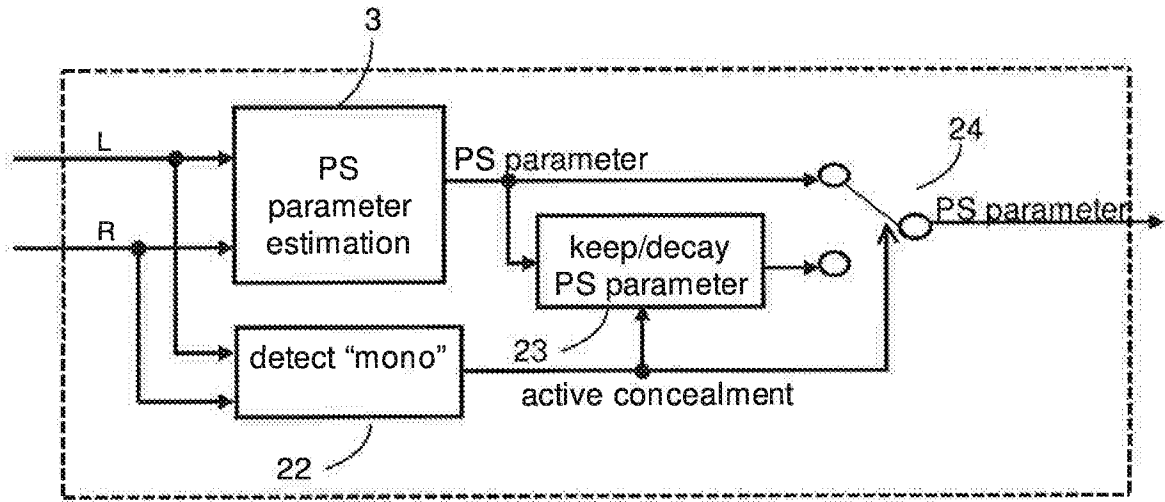 3
L
PS parameter estimation
PS parameter
24
PS parameter
R
keep/decay
PS parameter
detect “mono”
23
active concealment
22